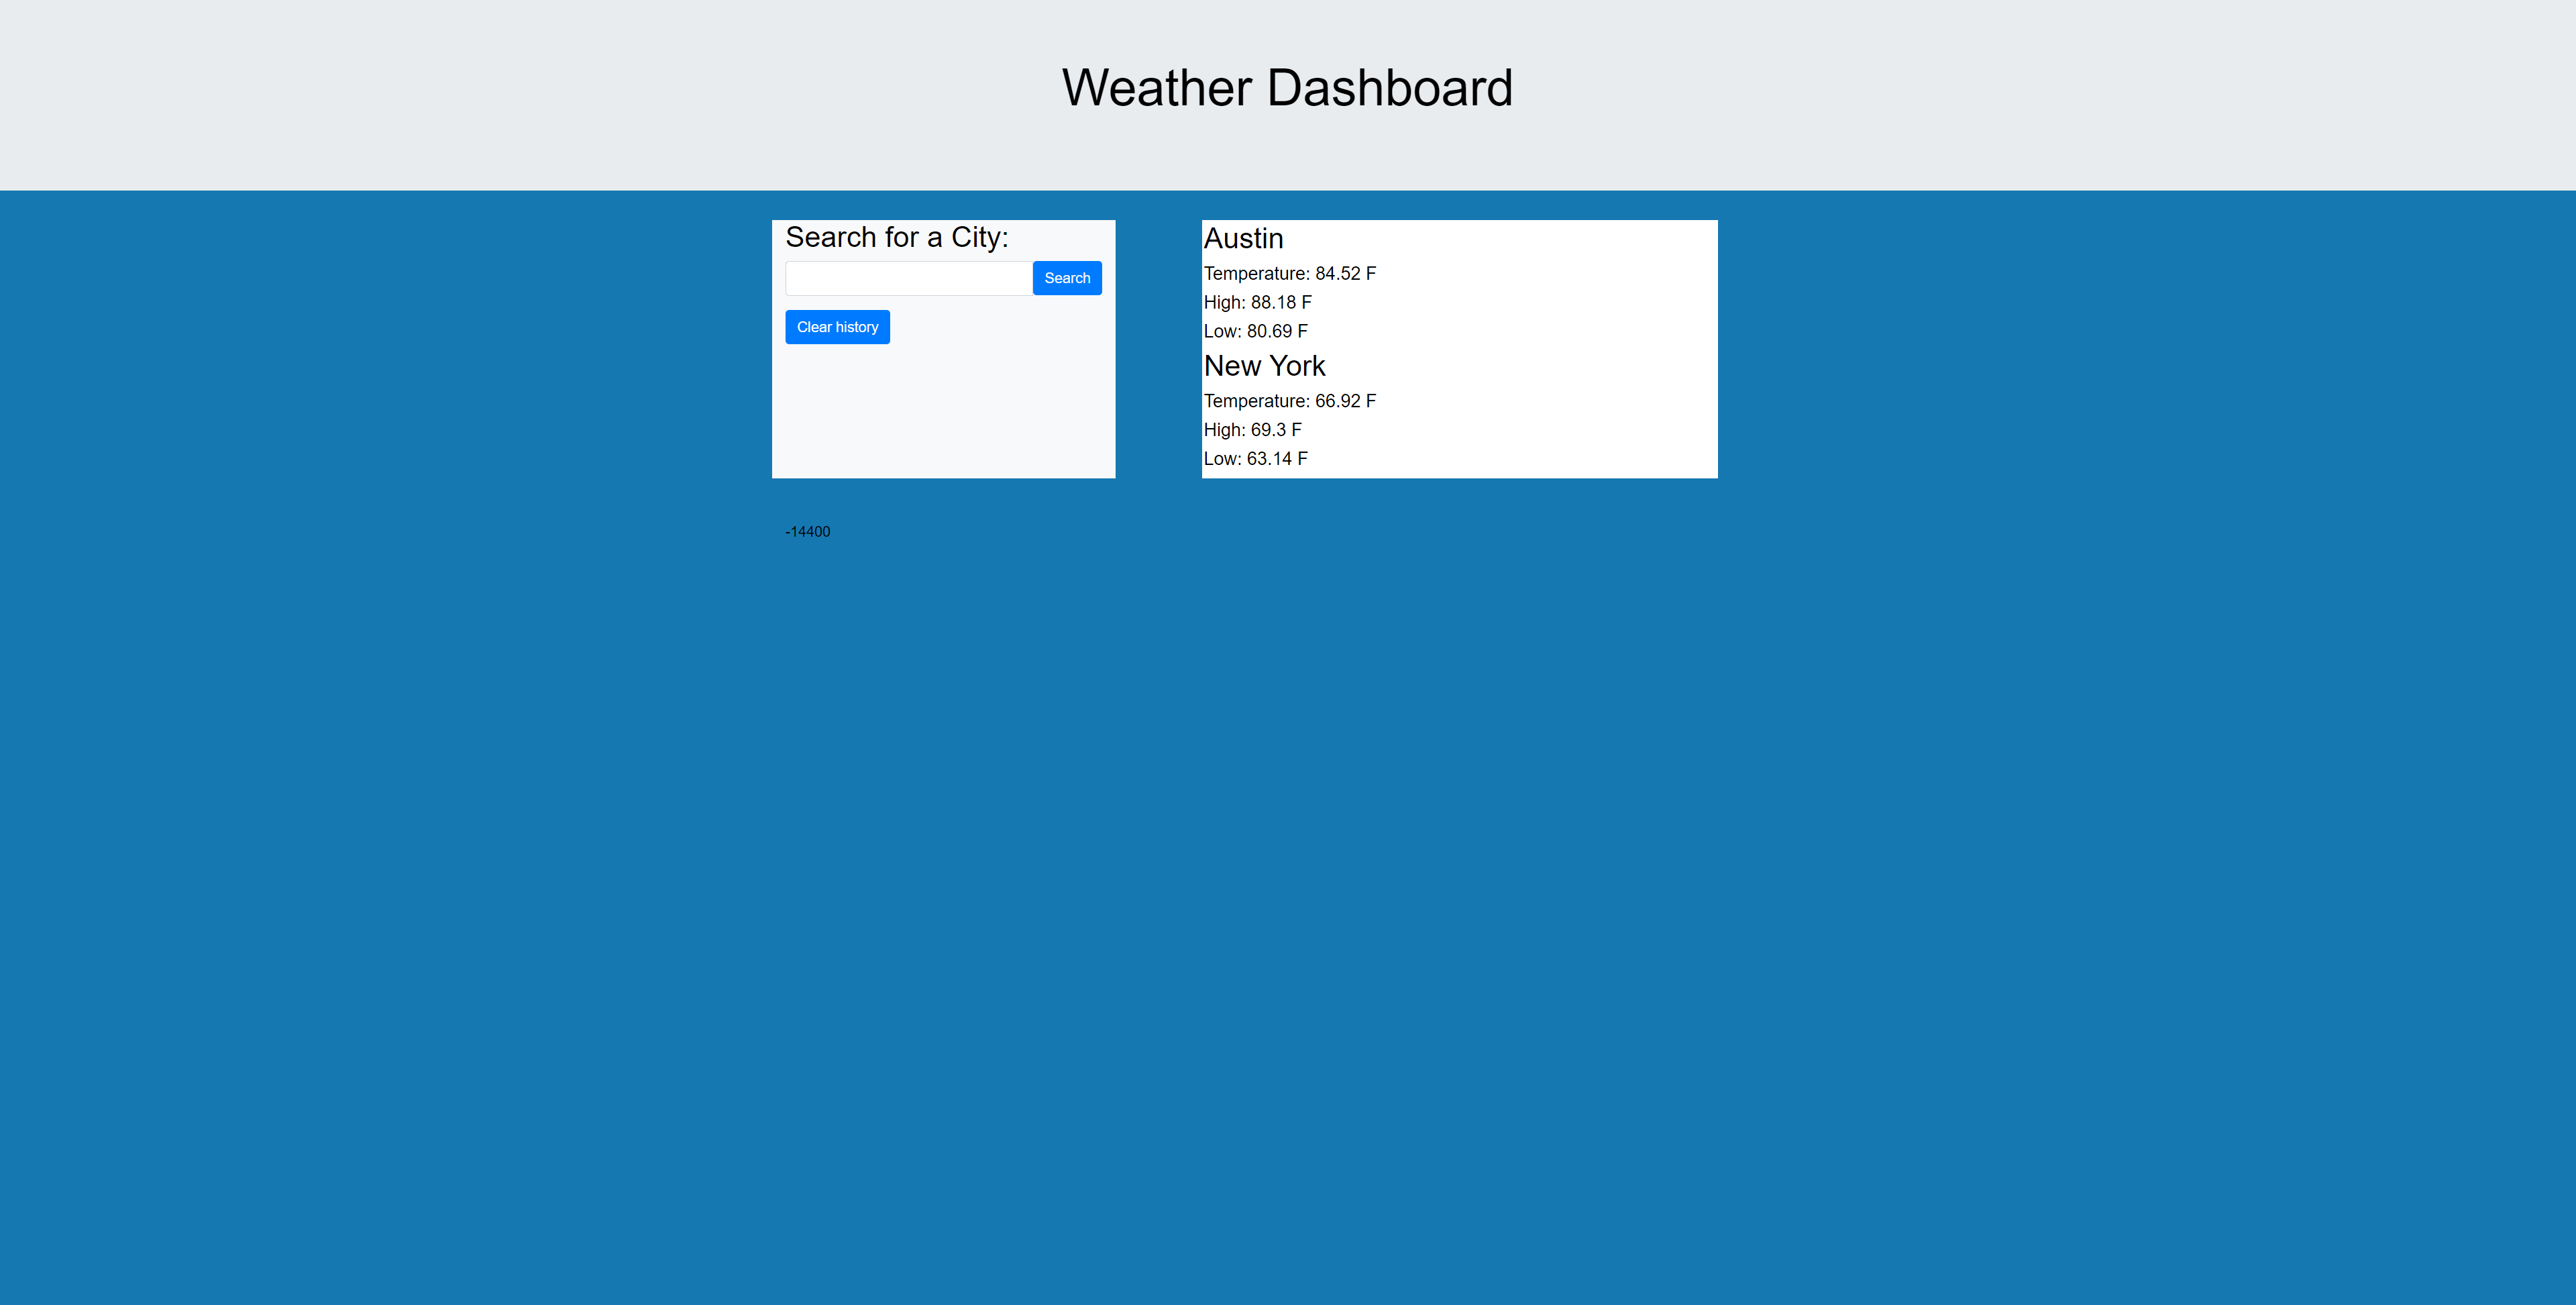 Weather Dashboard
Search for a City:
Search
Clear history
Austin
Temperature: 84.52 F
High: 88.18 F
Low: 80.69 F
New York
Temperature: 66.92 F
High: 69.3 F
Low: 63.14 F
-14400